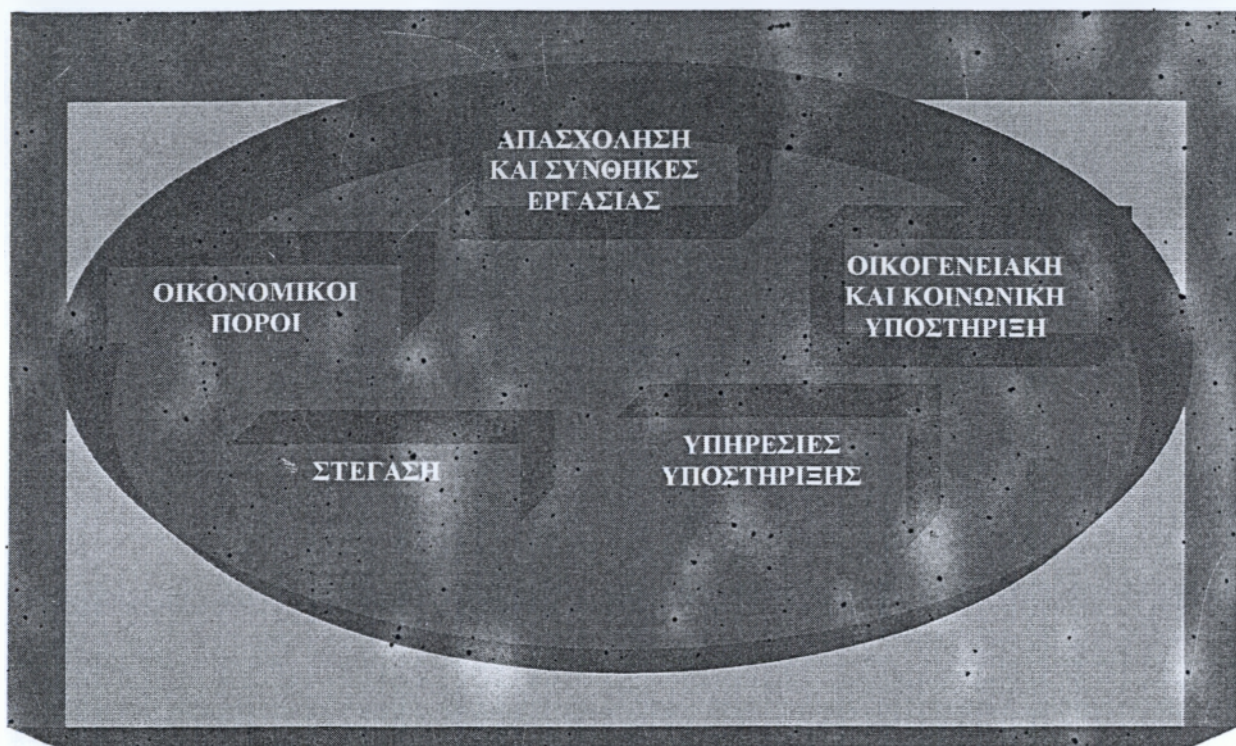 ΑΠΑΣΧΟΛΗΣΗ
ΚΑΙ ΣΥΝΘΗΚΕΣ
ΕΡΓΑΣΙΑΣ
ΟΙΚΟΓΕΝΕΙΑΚΗ
ΚΑΙ ΚΟΙΝΩΝΙΚΗ
ΥΠΟΣΤΗΡΙΞΗ
ΟΙΚΟΝΟΜΙΚΟΙ
ΠΟΡΟΙ
ΥΠΗΡΕΣΙΕΣ
ΥΠΟΣΤΗΡΙΞΗΣ
ΣΤΕΓΑΣΗ